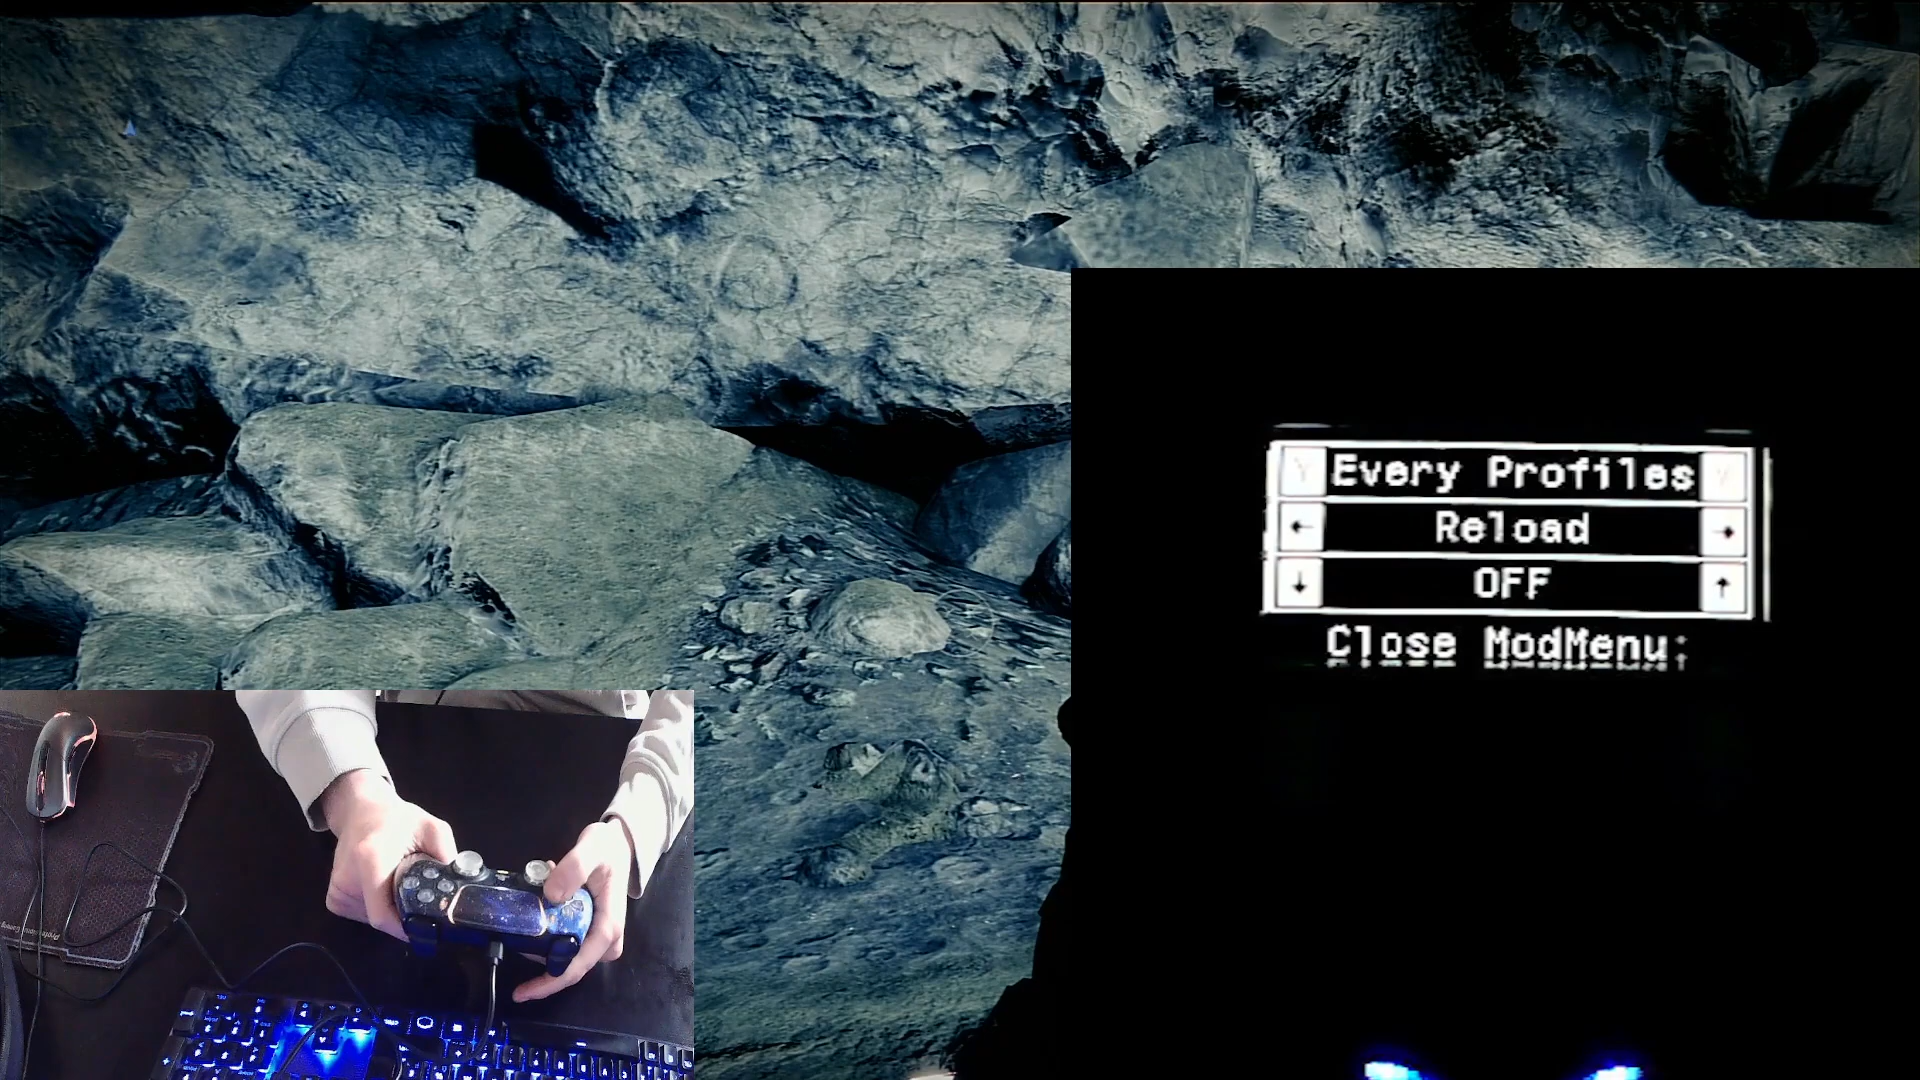 Y Every Profiles
← Reload →
↓ OFF ↑
Close ModMenu: